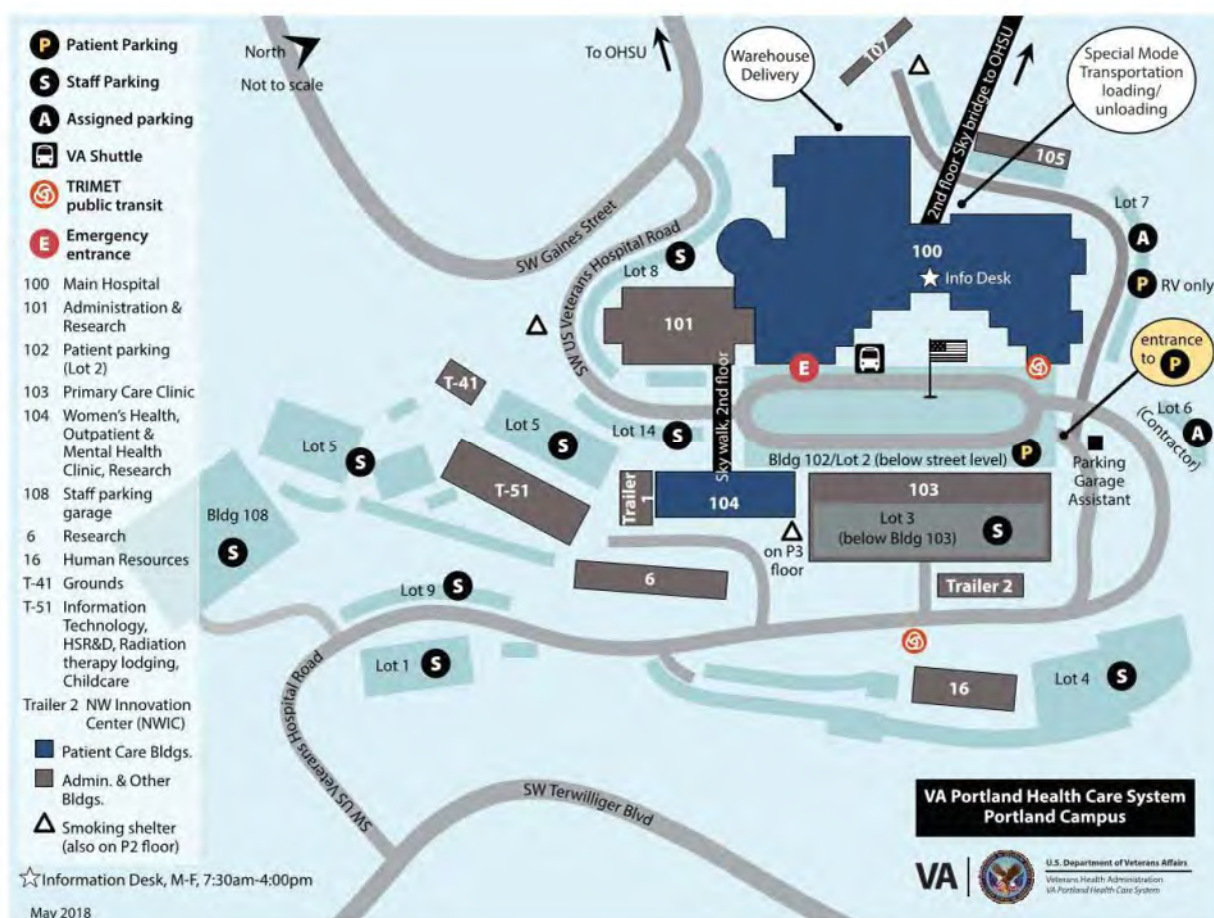 P Patient Parking
S Staff Parking
A Assigned parking
VA Shuttle
TRIMET
public transit
E Emergency
entrance
100 Main Hospital
101 Administration &
Research
102 Patient parking
(Lot 2)
103 Primary Care Clinic
104 Women's Health,
Outpatient &
Mental Health
Clinic, Research
108 Staff parking
garage
6 Research
16 Human Resources
T-41 Grounds
T-51 Information
Technology,
HSR&D, Radiation
therapy lodging,
Childcare
Trailer 2 NW Innovation
Center (NWIC)
Patient Care Bldgs.
Admin. & Other
Bldgs.
Smoking shelter
(also on P2 floor)
Information Desk, M-F, 7:30am-4:00pm
May 2018
North
Not to scale
To OHSU
Warehouse
Delivery
107
2nd floor Sky bridge to OHSU
Special Mode
Transportation
loading/
unloading
105
Lot 7
A
P RV only
entrance
to P
SW Gaines Street
SW US Veterans Hospital Road
Lot 8 S
101
100
Info Desk
E
Sky walk, 2nd floor
T-41
Lot 5 S
Lot 5 S
Lot 14 S
Bldg 102/Lot 2 (below street level) P
Lot 6
(Contractor)
A
Parking
Garage
Assistant
T-51
Trailer
1
104
103
Lot 3
(below Bldg 103) S
on P3
floor
Bldg 108
S
6
Trailer 2
Lot 9 S
Lot 1 S
16
Lot 4 S
SW US Veterans Hospital Road
SW Terwilliger Blvd
VA Portland Health Care System
Portland Campus
VA
U.S. Department of Veterans Affairs
Veterans Health Administration
VA Portland Health Care System